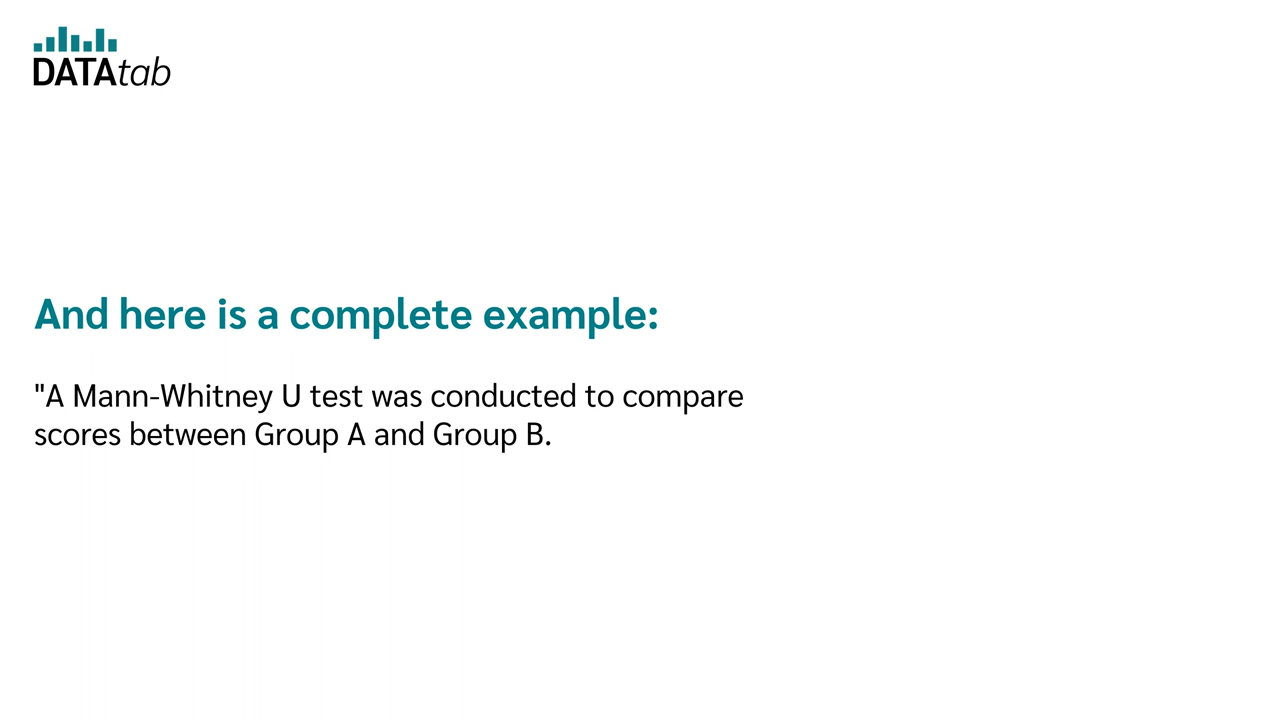 DATAtab
And here is a complete example:
"A Mann-Whitney U test was conducted to compare
scores between Group A and Group B.